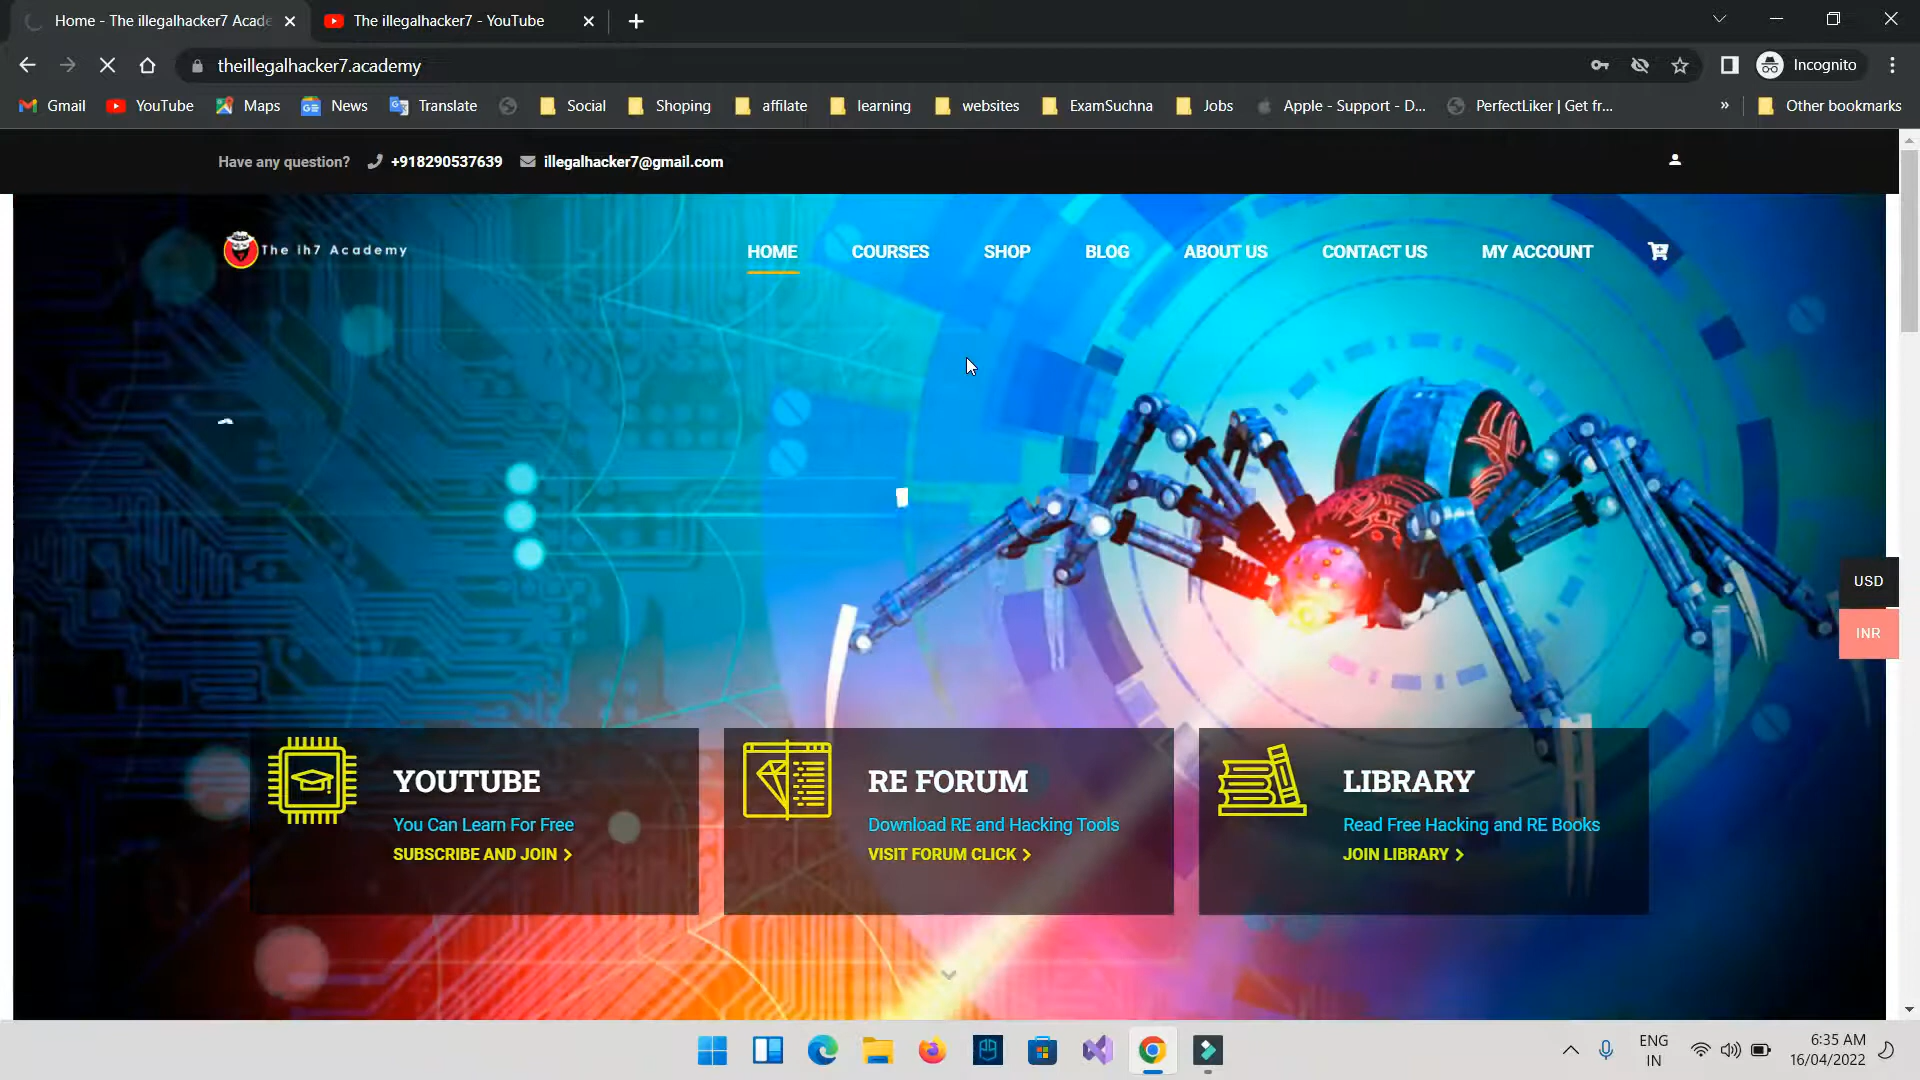 Home - The illegalhacker7 Acade
The illegalhacker7 - YouTube
theillegalhacker7.academy
Incognito
Gmail
YouTube
Maps
News
Translate
Social
Shoping
affilate
learning
websites
ExamSuchna
Jobs
Apple - Support - D...
PerfectLiker | Get fr...
»
Other bookmarks
Have any question?
+918290537639
illegalhacker7@gmail.com
The ih7 Academy
HOME
COURSES
SHOP
BLOG
ABOUT US
CONTACT US
MY ACCOUNT
USD
INR
YOUTUBE
You Can Learn For Free
SUBSCRIBE AND JOIN
RE FORUM
Download RE and Hacking Tools
VISIT FORUM CLICK
LIBRARY
Read Free Hacking and RE Books
JOIN LIBRARY
ENG
IN
6:35 AM
16/04/2022